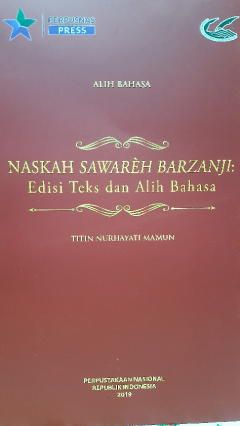 PERPUSNAS
PRESS
ALIH BAHASA
NASKAH SAWARÈH BARZANJI:
Edisi Teks dan Alih Bahasa
TITIN NURHAYATI MAMUN
PERPUSTAKAAN NASIONAL
REPUBLIK INDONESIA
2019